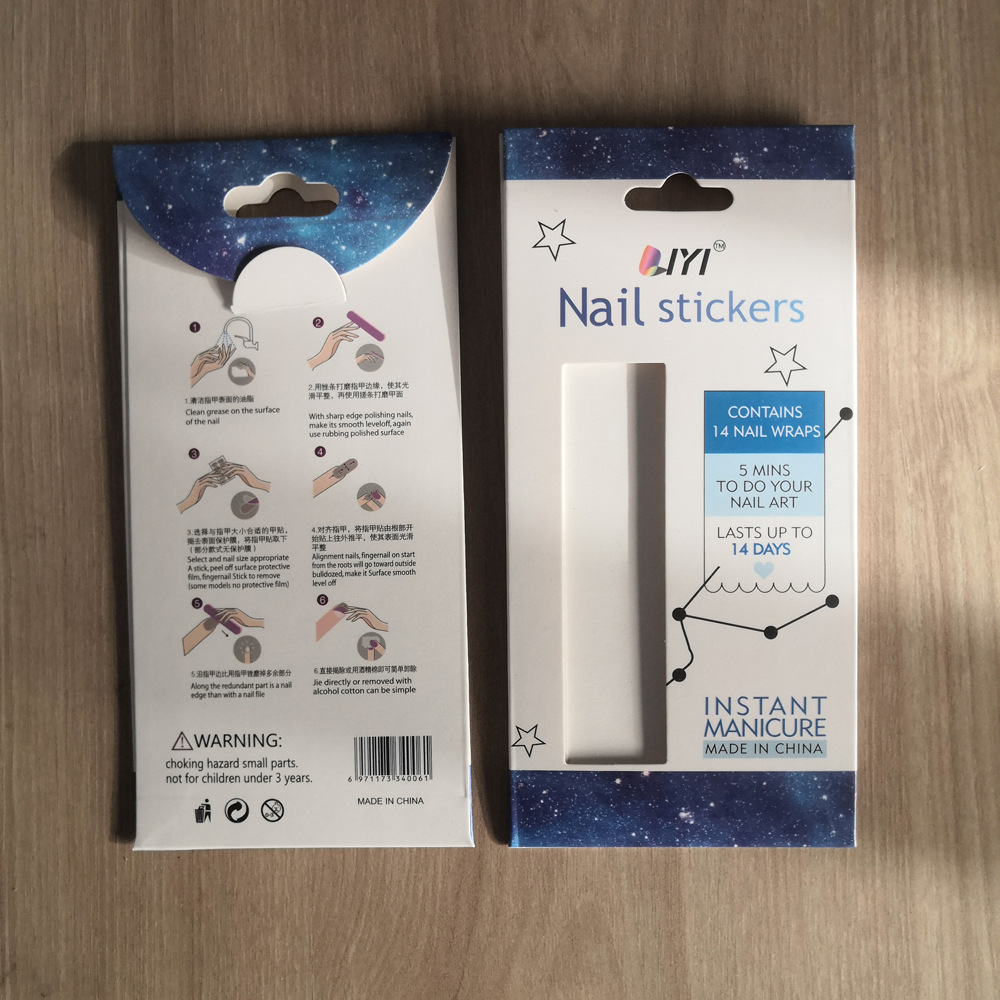 1
1.清洁指甲表面的油脂
Clean grease on the surface
of the nail
2
2.用锉条打磨指甲边缘，使其光
滑平整，再使用搓条打磨甲面
With sharp edge polishing nails,
make its smooth leveloff, again
use rubbing polished surface
3
3.选择与指甲大小合适的甲贴，
揭去表面保护膜，将指甲贴取下
（部分款式无保护膜）
Select and nail size appropriate
A stick, peel off surface protective
film, fingernail Stick to remove
(some models no protective film)
4
4.对齐指甲，将指甲贴由根部开
始贴上往外推平，使其表面光滑
平整
Alignment nails, fingernail on start
from the roots will go toward outside
bulldozed, make it Surface smooth
level off
5
5.沿指甲边比用指甲锉磨掉多余部分
Along the redundant part is a nail
edge than with a nail file
6
6.直接揭除或用酒精棉即可简单卸除
Jie directly or removed with
alcohol cotton can be simple
WARNING:
choking hazard small parts.
not for children under 3 years.
6 971173 340061
MADE IN CHINA
LIYI TM
Nail stickers
CONTAINS
14 NAIL WRAPS
5 MINS
TO DO YOUR
NAIL ART
LASTS UP TO
14 DAYS
INSTANT
MANICURE
MADE IN CHINA